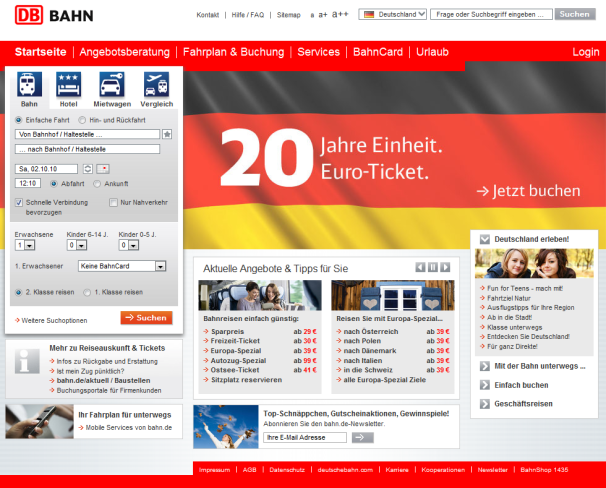 DB BAHN
Kontakt | Hilfe / FAQ | Sitemap a a+ a++ Deutschland Frage oder Suchbegriff eingeben ... Suchen
Startseite | Angebotsberatung | Fahrplan & Buchung | Services | BahnCard | Urlaub Login
Bahn Hotel Mietwagen Vergleich
Einfache Fahrt Hin- und Rückfahrt
Von Bahnhof / Haltestelle ...
... nach Bahnhof / Haltestelle
Sa, 02.10.10
12:10 Abfahrt Ankunft
Schnelle Verbindung bevorzugen Nur Nahverkehr
Erwachsene Kinder 6-14 J. Kinder 0-5 J.
1 0 0
1. Erwachsener Keine BahnCard
2. Klasse reisen 1. Klasse reisen
Weitere Suchoptionen Suchen
20 Jahre Einheit.
Euro-Ticket.
Jetzt buchen
Mehr zu Reiseauskunft & Tickets
Infos zu Rückgabe und Erstattung
Ist mein Zug pünktlich?
bahn.de/aktuell / Baustellen
Buchungsportale für Firmenkunden
Ihr Fahrplan für unterwegs
Mobile Services von bahn.de
Aktuelle Angebote & Tipps für Sie
Bahnreisen einfach günstig:
Sparpreis ab 29 €
Freizeit-Ticket ab 30 €
Europa-Spezial ab 39 €
Autozug-Spezial ab 99 €
Ostsee-Ticket ab 41 €
Sitzplatz reservieren
Reisen Sie mit Europa-Spezial...
nach Österreich ab 39 €
nach Polen ab 39 €
nach Dänemark ab 39 €
nach Italien ab 39 €
in die Schweiz ab 39 €
alle Europa-Spezial Ziele
Top-Schnäppchen, Gutscheinaktionen, Gewinnspiele!
Abonnieren Sie den bahn.de-Newsletter.
Ihre E-Mail Adresse
Deutschland erleben!
Fun for Teens - mach mit!
Fahrtziel Natur
Ausflugstipps für Ihre Region
Ab in die Stadt!
Klasse unterwegs
Entdecken Sie Deutschland!
Für ganz Direkte!
Mit der Bahn unterwegs ...
Einfach buchen
Geschäftsreisen
Impressum | AGB | Datenschutz | deutschebahn.com | Karriere | Kooperationen | Newsletter | BahnShop 1435